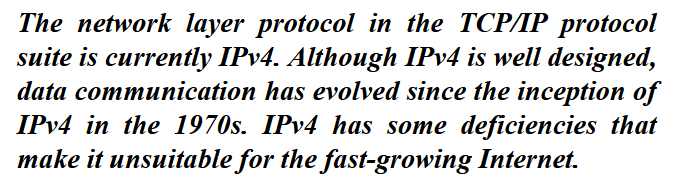 The network layer protocol in the TCP/IP protocol
suite is currently IPv4. Although IPv4 is well designed,
data communication has evolved since the inception of
IPv4 in the 1970s. IPv4 has some deficiencies that
make it unsuitable for the fast-growing Internet.